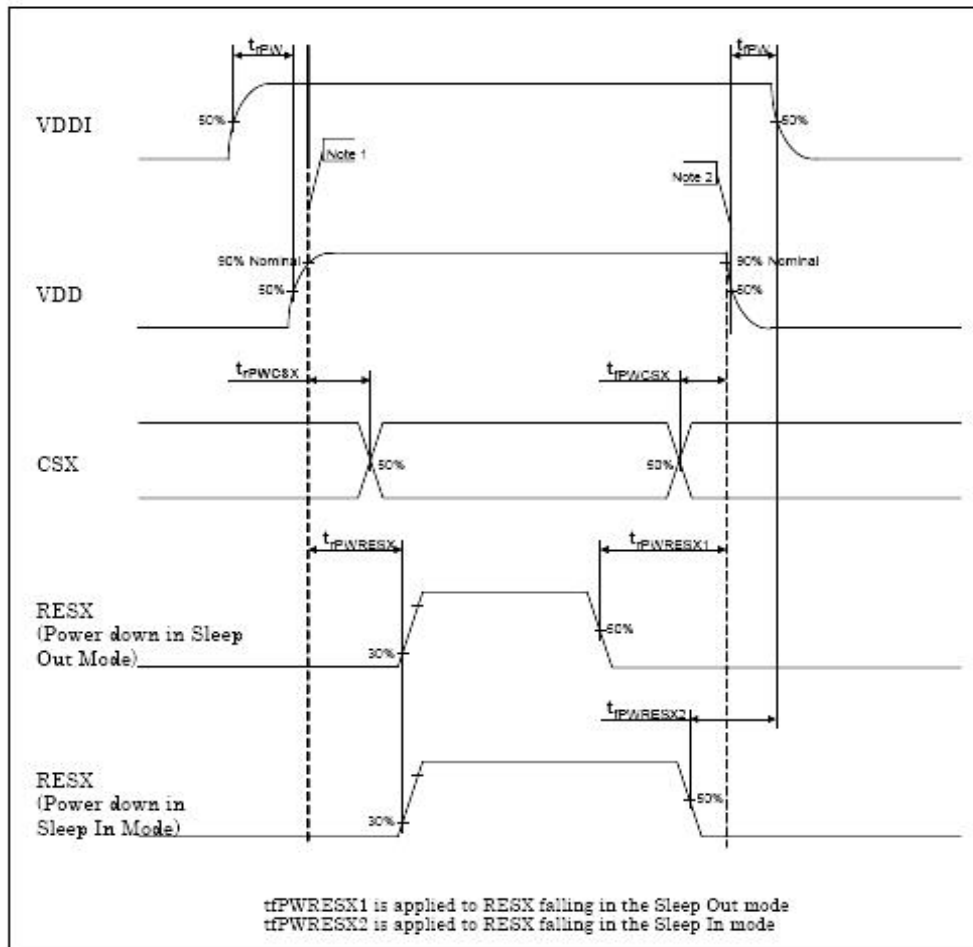 trPW
tfPW
VDDI
50%
50%
Note 1
Note 2
90% Nominal
90% Nominal
VDD
50%
50%
trPWCSX
tfPWCSX
CSX
50%
50%
trPWRESX
tfPWRESX1
RESX
(Power down in Sleep
Out Mode)
30%
50%
tfPWRESX2
RESX
(Power down in
Sleep In Mode)
30%
50%
tfPWRESX1 is applied to RESX falling in the Sleep Out mode
tfPWRESX2 is applied to RESX falling in the Sleep In mode